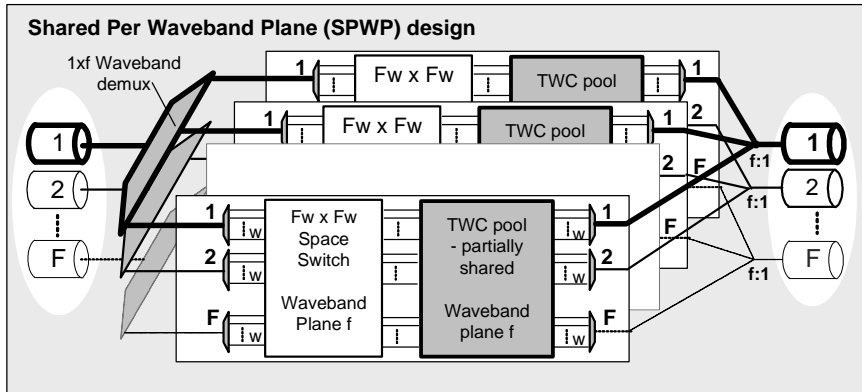 Shared Per Waveband Plane (SPWP) design
1xf Waveband
demux
1
2
F
1
Fw x Fw
TWC pool
1
1
Fw x Fw
TWC pool
1
2
2
F
F
1
2
F
w
w
w
Fw x Fw
Space
Switch
Waveband
Plane f
TWC pool
- partially
shared
Waveband
plane f
w
w
w
1
2
F
f:1
f:1
f:1
1
2
F